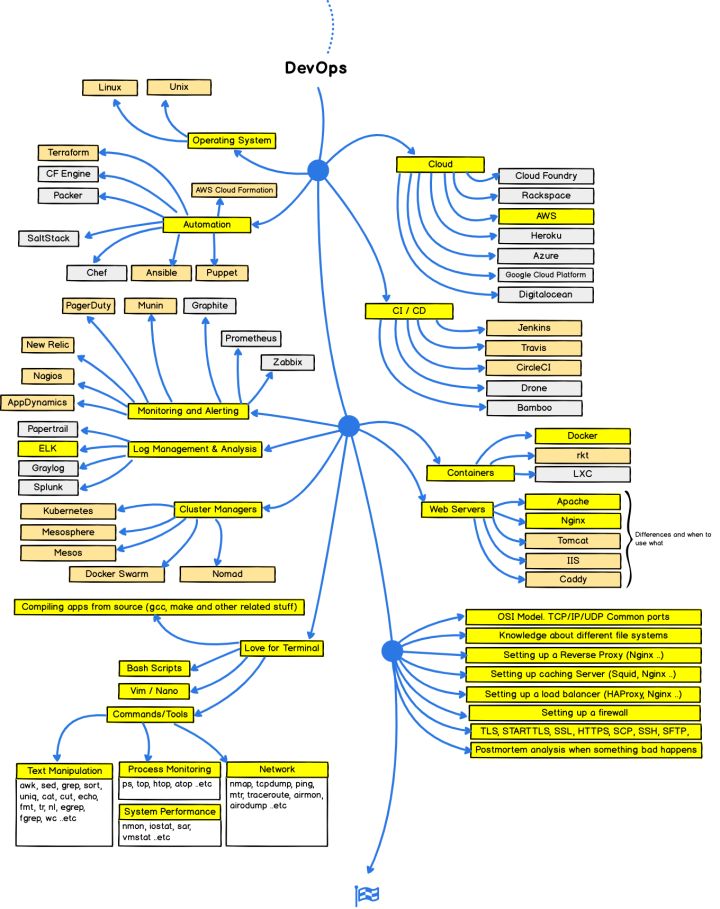 DevOps
Linux
Unix
Operating System
Terraform
CF Engine
Packer
AWS Cloud Formation
Automation
SaltStack
Chef
Ansible
Puppet
Cloud
Cloud Foundry
Rackspace
AWS
Heroku
Azure
Google Cloud Platform
Digitalocean
CI / CD
Jenkins
Travis
CircleCI
Drone
Bamboo
PagerDuty
Munin
Graphite
Prometheus
Zabbix
New Relic
Nagios
AppDynamics
Monitoring and Alerting
Papertrail
ELK
Graylog
Splunk
Log Management & Analysis
Containers
Docker
rkt
LXC
Web Servers
Apache
Nginx
Tomcat
IIS
Caddy
Differences and when to
use what
Cluster Managers
Kubernetes
Mesosphere
Mesos
Docker Swarm
Nomad
Compiling apps from source (gcc, make and other related stuff)
Love for Terminal
Bash Scripts
Vim / Nano
Commands/Tools
OSI Model. TCP/IP/UDP Common ports
Knowledge about different file systems
Setting up a Reverse Proxy (Nginx ..)
Setting up caching Server (Squid, Nginx ..)
Setting up a load balancer (HAProxy, Nginx ..)
Setting up a firewall
TLS, STARTTLS, SSL, HTTPS, SCP, SSH, SFTP,
Postmortem analysis when something bad happens
Text Manipulation
awk, sed, grep, sort,
uniq, cat, cut, echo,
fmt, tr, nl, egrep,
fgrep, wc ..etc
Process Monitoring
ps, top, htop, atop ..etc
System Performance
nmon, iostat, sar,
vmstat ..etc
Network
nmap, tcpdump, ping,
mtr, traceroute, airmon,
airodump ..etc